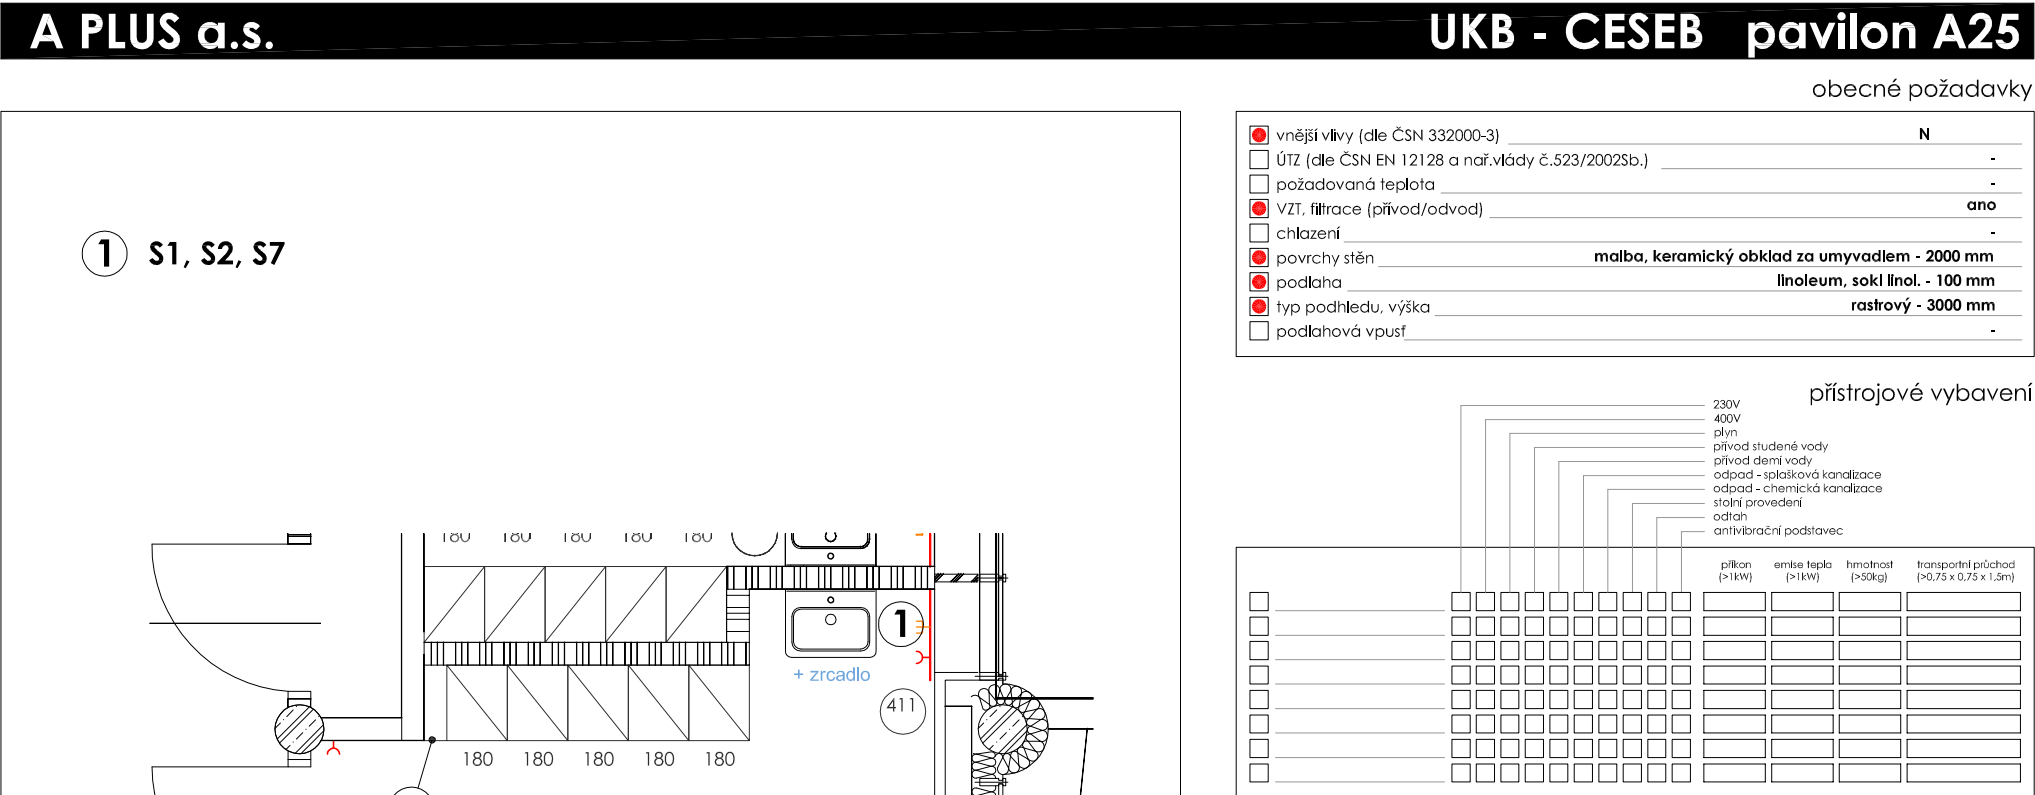 A PLUS a.s.
UKB - CESEB pavilon A25
obecné požadavky
vnější vlivy (dle ČSN 332000-3) N
ÚTZ (dle ČSN EN 12128 a nař.vlády č.523/2002Sb.) -
požadovaná teplota -
VZT, filtrace (přívod/odvod) ano
chlazení -
povrchy stěn malba, keramický obklad za umyvadlem - 2000 mm
podlaha linoleum, sokl linol. - 100 mm
typ podhledu, výška rastrový - 3000 mm
podlahová vpusť -
1 S1, S2, S7
přístrojové vybavení
230V
400V
plyn
přívod studené vody
přívod demi vody
odpad - splašková kanalizace
odpad - chemická kanalizace
stolní provedení
odtah
antivibrační podstavec
příkon emise tepla hmotnost transportní průchod
(>1kW) (>1kW) (>50kg) (>0,75 x 0,75 x 1,5m)
180 180 180 180 180
1
+ zrcadlo
411
180 180 180 180 180